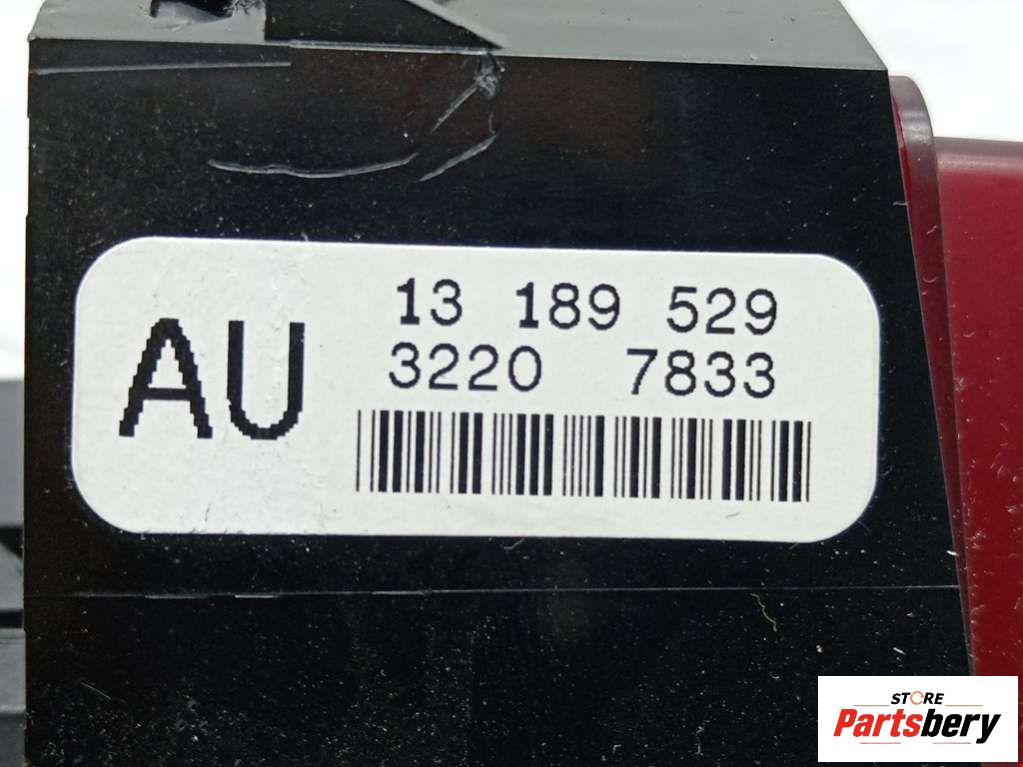 AU
13 189 529
3220 7833
STORE
Partsbery